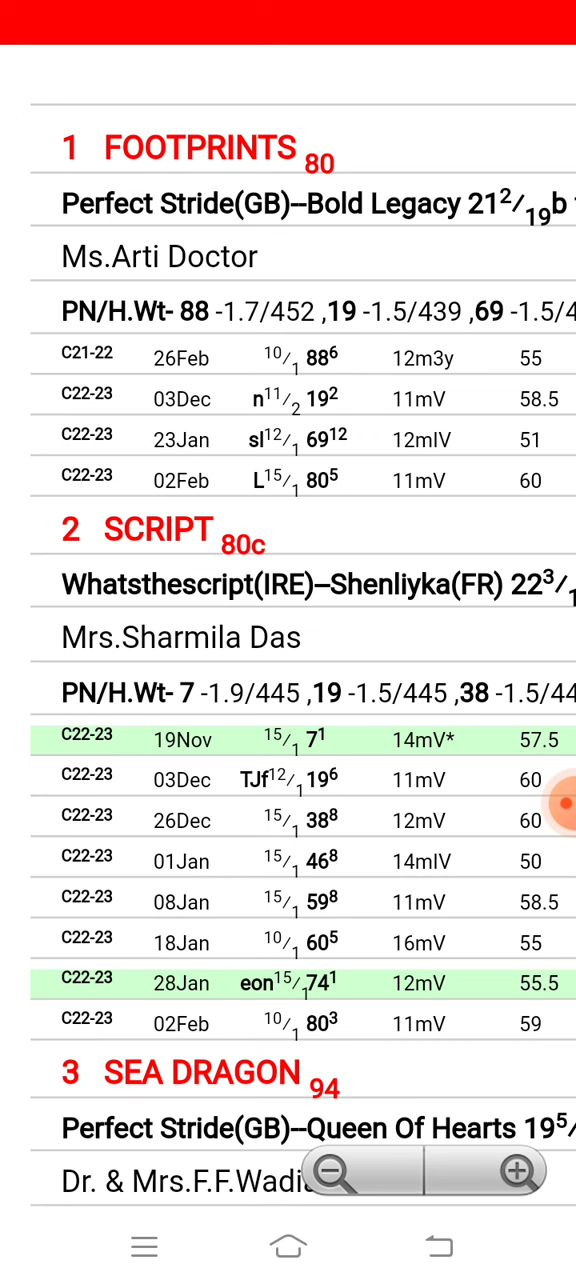 1 FOOTPRINTS 80
Perfect Stride(GB)--Bold Legacy 21²/₁₉b
Ms.Arti Doctor
PN/H.Wt- 88 -1.7/452 ,19 -1.5/439 ,69 -1.5/4
C21-22 26Feb ¹⁰/₁ 88⁶ 12m3y 55
C22-23 03Dec n¹¹/₂ 19² 11mV 58.5
C22-23 23Jan sl¹²/₁ 69¹² 12mIV 51
C22-23 02Feb L¹⁵/₁ 80⁵ 11mV 60
2 SCRIPT 80c
Whatsthescript(IRE)--Shenliyka(FR) 22³/₁
Mrs.Sharmila Das
PN/H.Wt- 7 -1.9/445 ,19 -1.5/445 ,38 -1.5/44
C22-23 19Nov ¹⁵/₁ 7¹ 14mV* 57.5
C22-23 03Dec TJf¹²/₁ 19⁶ 11mV 60
C22-23 26Dec ¹⁵/₁ 38⁸ 12mV 60
C22-23 01Jan ¹⁵/₁ 46⁸ 14mIV 50
C22-23 08Jan ¹⁵/₁ 59⁸ 11mV 58.5
C22-23 18Jan ¹⁰/₁ 60⁵ 16mV 55
C22-23 28Jan eon¹⁵/₁ 74¹ 12mV 55.5
C22-23 02Feb ¹⁰/₁ 80³ 11mV 59
3 SEA DRAGON 94
Perfect Stride(GB)--Queen Of Hearts 19⁵/
Dr. & Mrs.F.F.Wadia